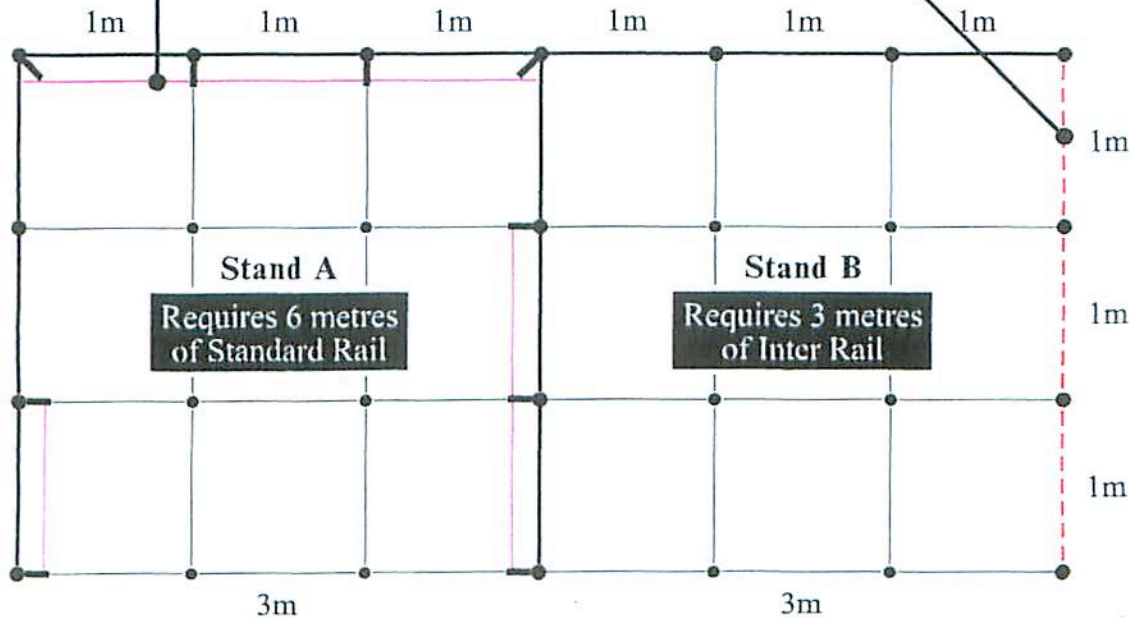 1m 1m 1m 1m 1m 1m
1m
Stand A
Stand B
Requires 6 metres
of Standard Rail
Requires 3 metres
of Inter Rail
1m
1m
3m
3m